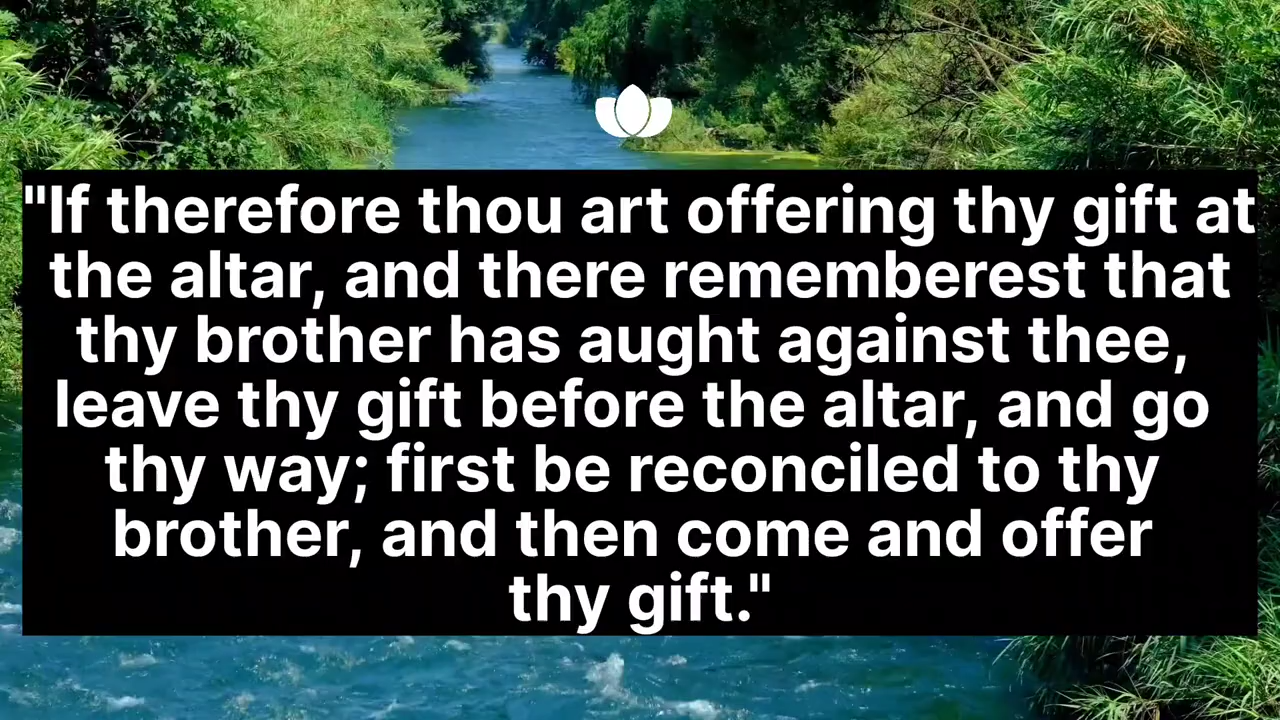 "If therefore thou art offering thy gift at
the altar, and there rememberest that
thy brother has aught against thee,
leave thy gift before the altar, and go
thy way; first be reconciled to thy
brother, and then come and offer
thy gift."